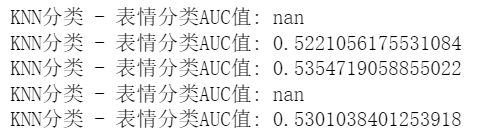 KNN分类 - 表情分类AUC值: nan
KNN分类 - 表情分类AUC值: 0.5221056175531084
KNN分类 - 表情分类AUC值: 0.5354719058855022
KNN分类 - 表情分类AUC值: nan
KNN分类 - 表情分类AUC值: 0.5301038401253918